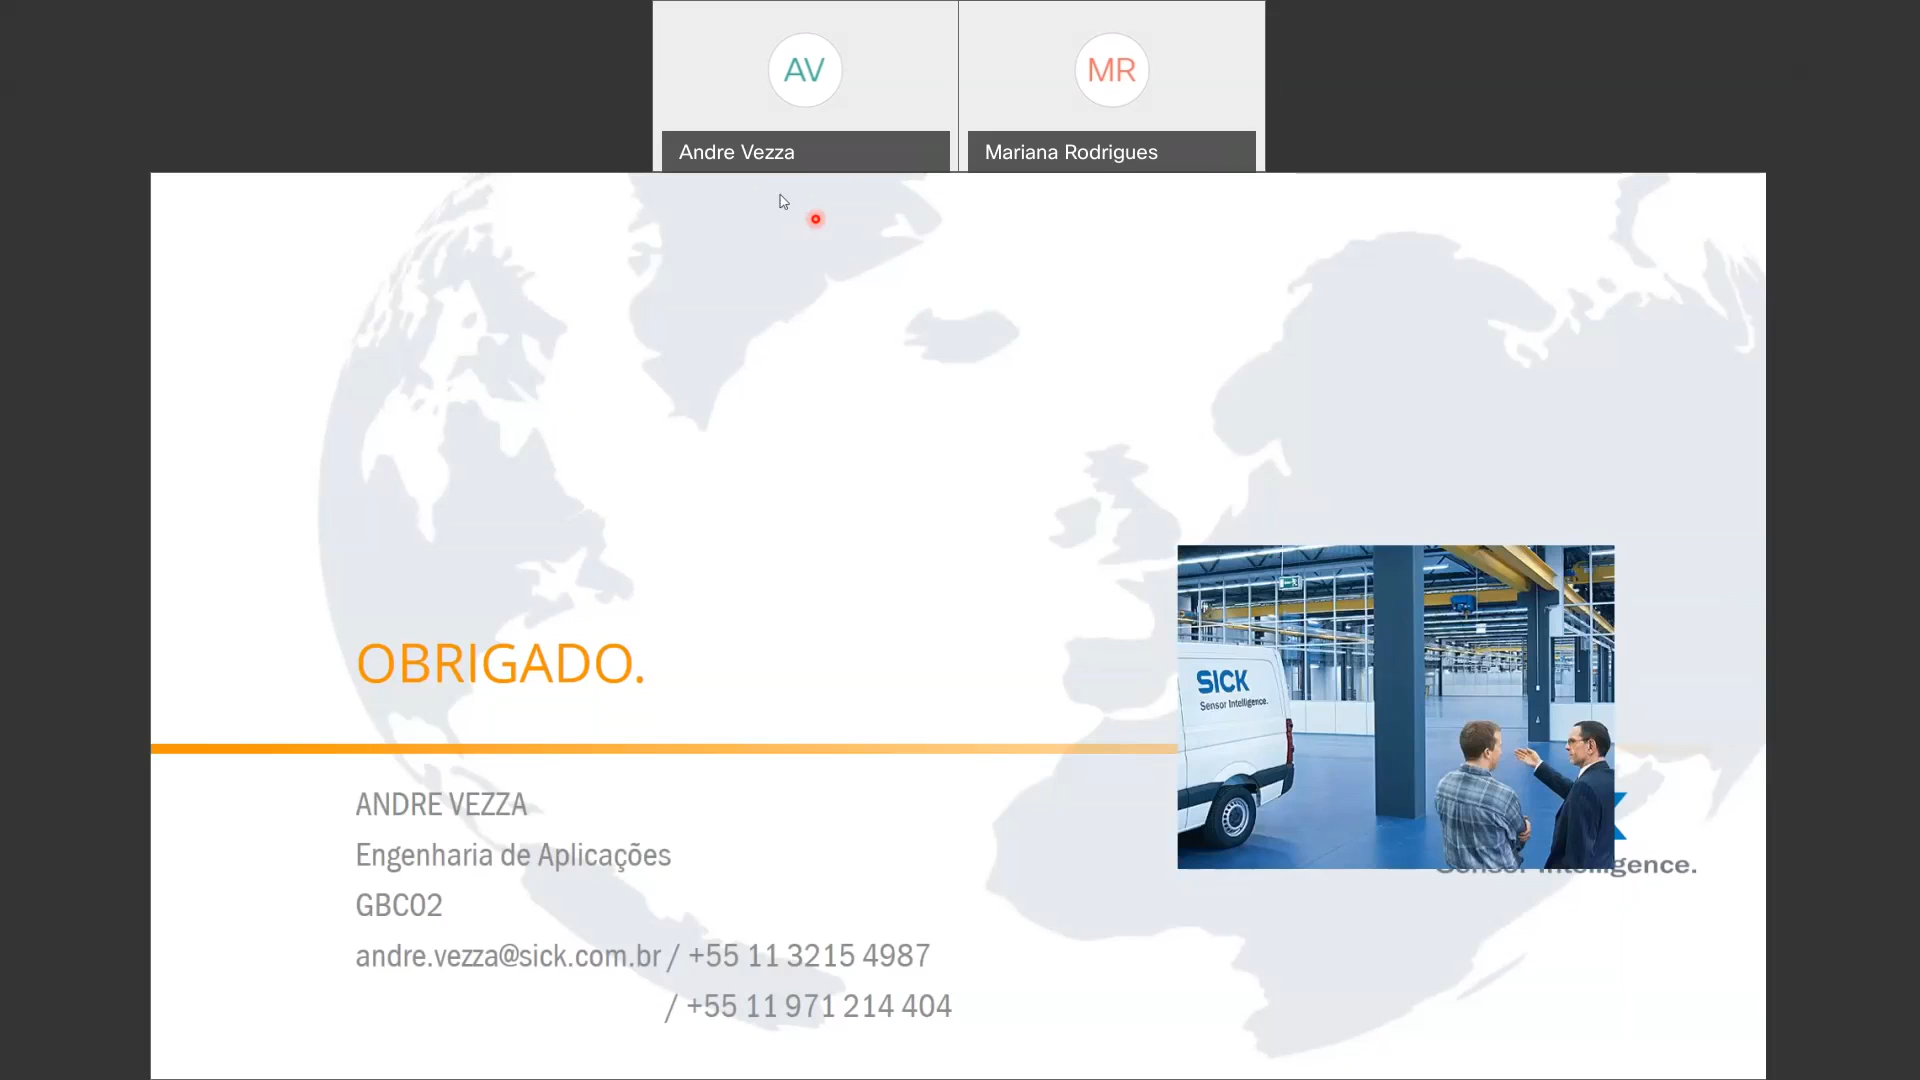 AV
MR
Andre Vezza
Mariana Rodrigues
OBRIGADO.
SICK
Sensor Intelligence.
gence.
ANDRE VEZZA
Engenharia de Aplicações
GBC02
andre.vezza@sick.com.br / +55 11 3215 4987
/ +55 11 971 214 404